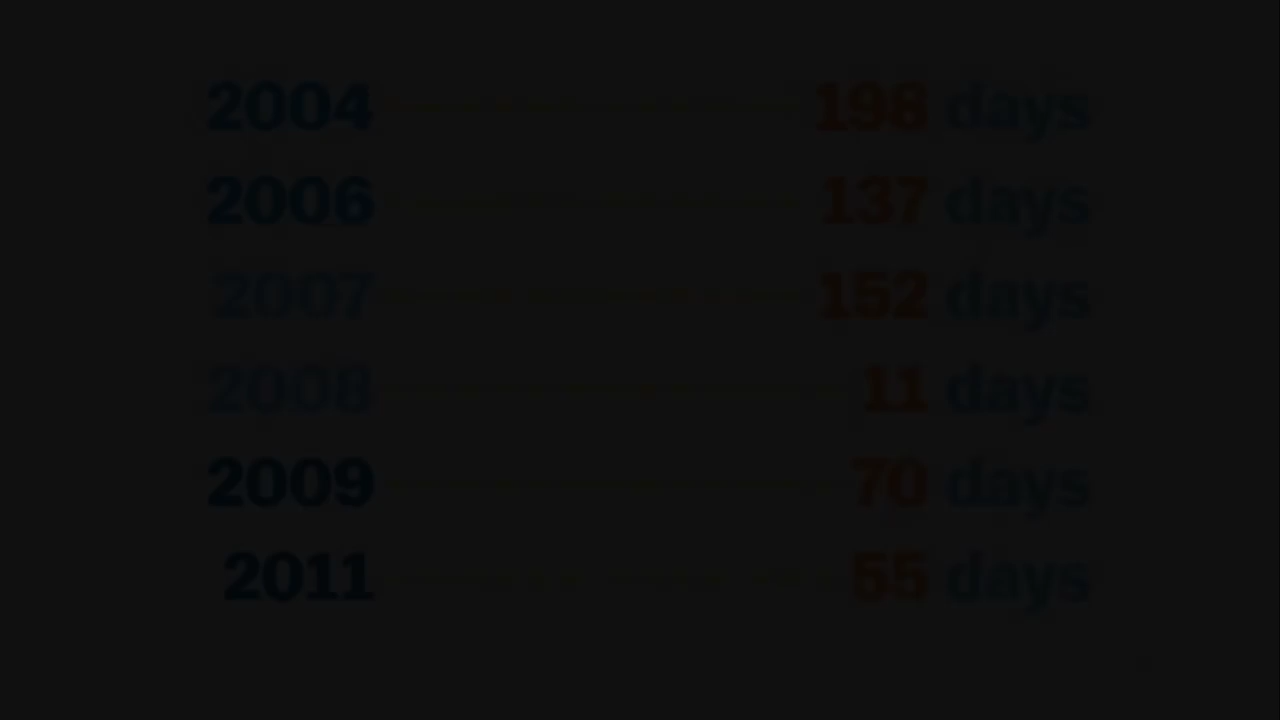 2004 198 days
2006 137 days
2007 152 days
2008 11 days
2009 70 days
2011 55 days